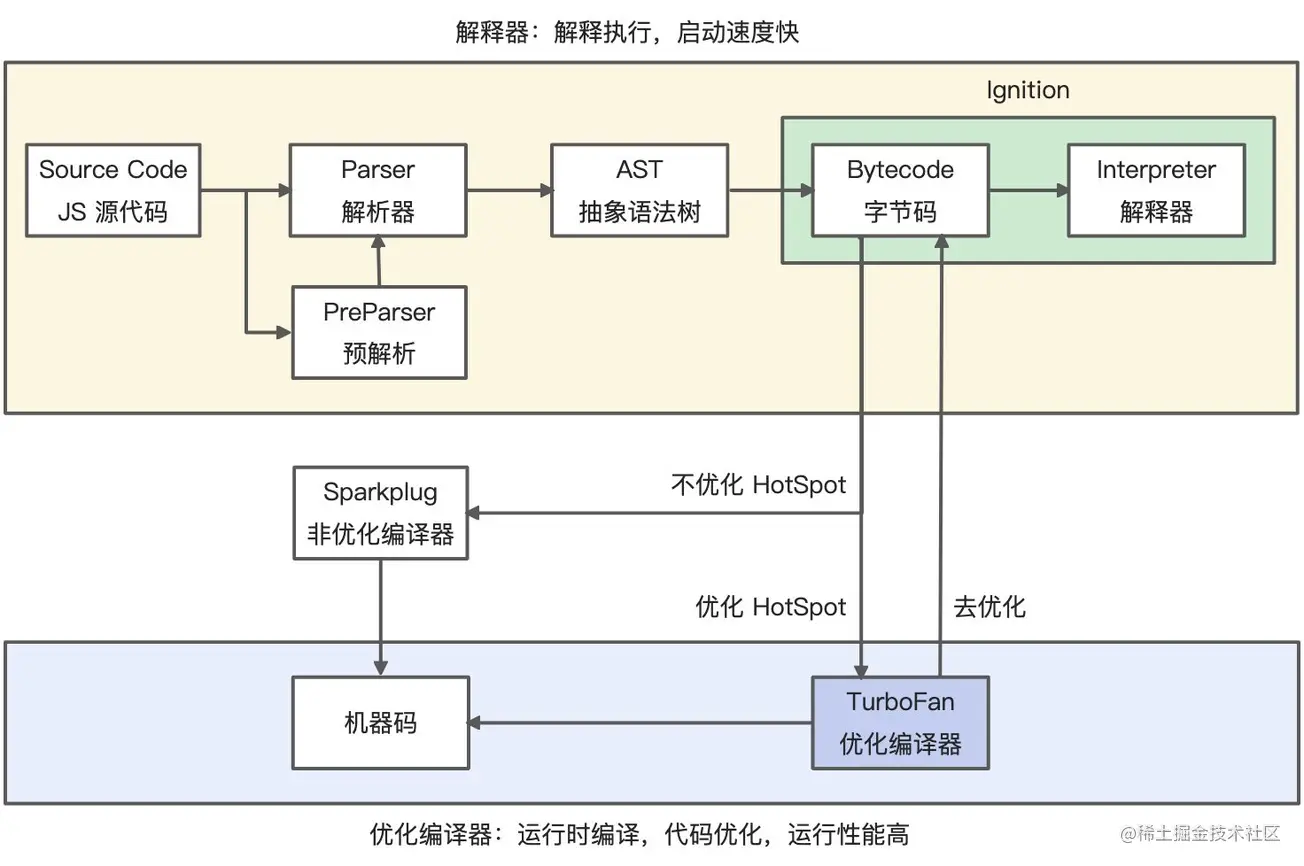 解释器：解释执行，启动速度快
Ignition
Source Code
JS 源代码
Parser
解析器
AST
抽象语法树
Bytecode
字节码
Interpreter
解释器
PreParser
预解析
Sparkplug
非优化编译器
不优化 HotSpot
优化 HotSpot
去优化
机器码
TurboFan
优化编译器
优化编译器：运行时编译，代码优化，运行性能高
@稀土掘金技术社区